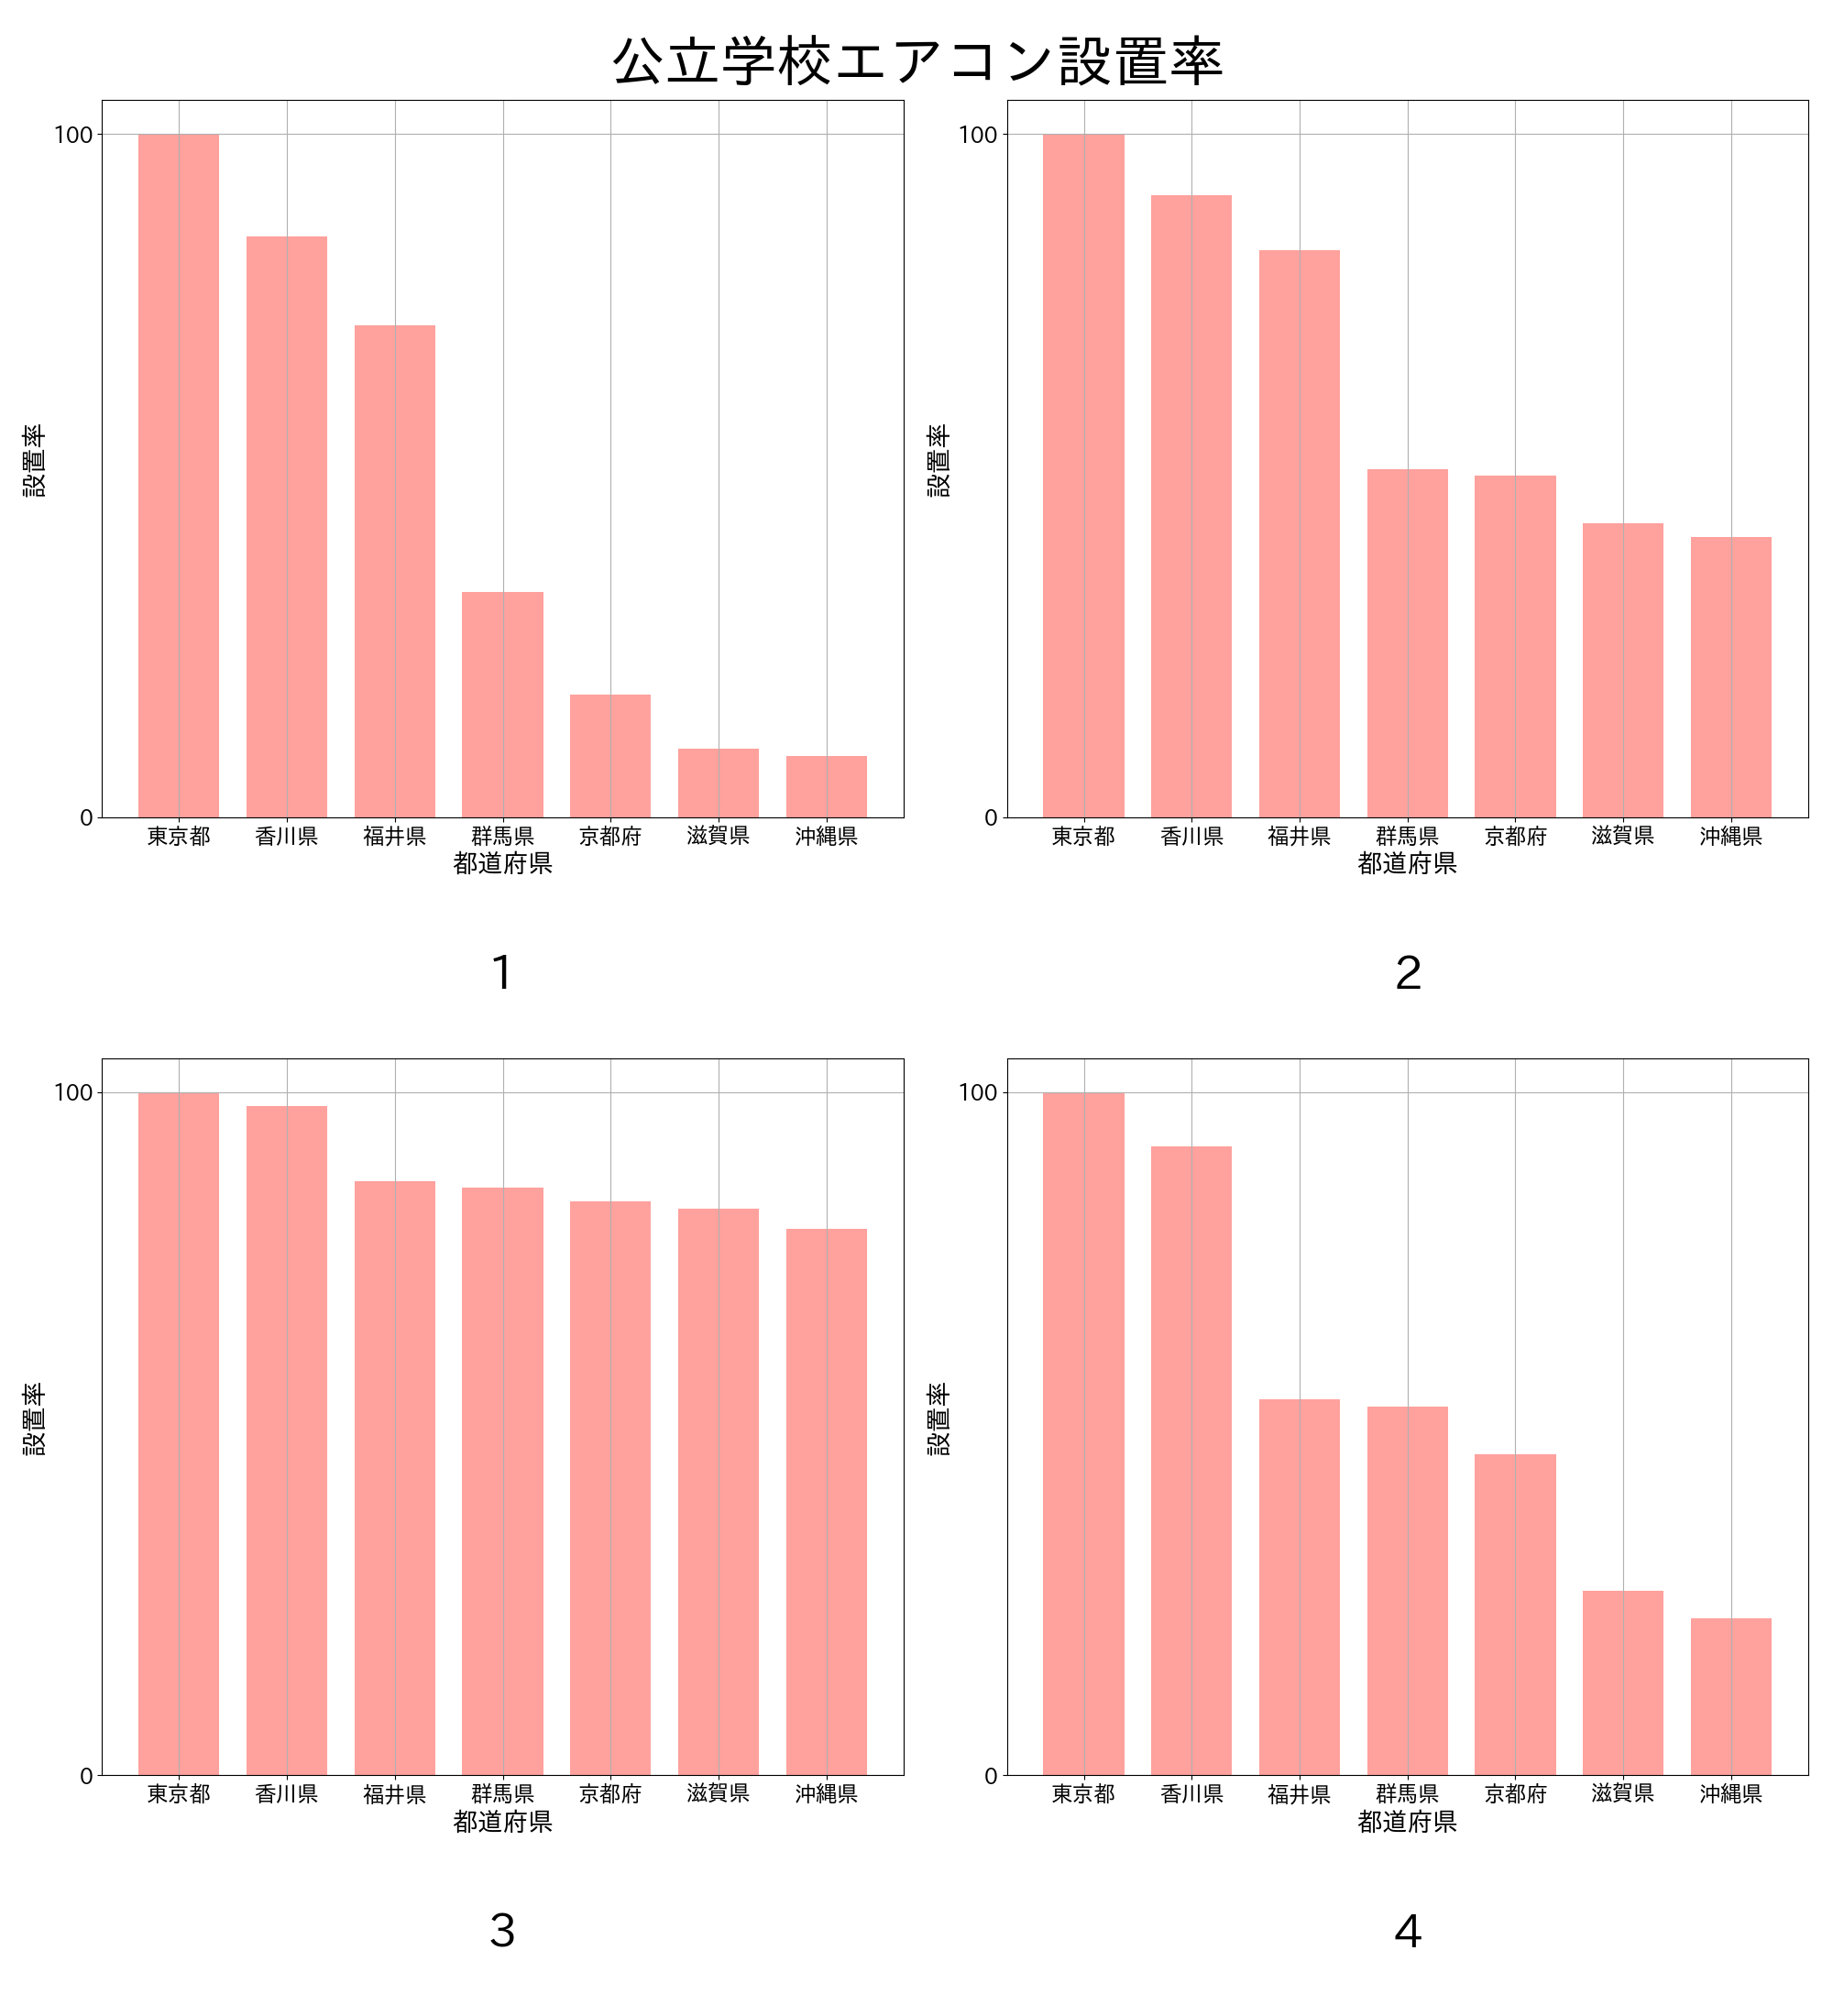 公立学校エアコン設置率
100
0
設置率
東京都 香川県 福井県 群馬県 京都府 滋賀県 沖縄県
都道府県
1
100
0
設置率
東京都 香川県 福井県 群馬県 京都府 滋賀県 沖縄県
都道府県
2
100
0
設置率
東京都 香川県 福井県 群馬県 京都府 滋賀県 沖縄県
都道府県
3
100
0
設置率
東京都 香川県 福井県 群馬県 京都府 滋賀県 沖縄県
都道府県
4